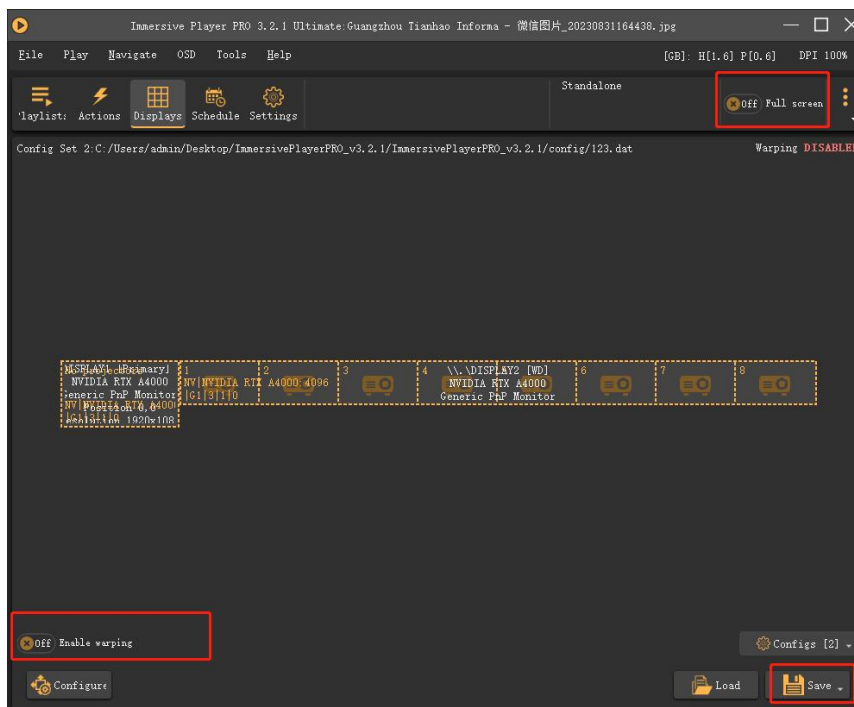 Immersive Player PRO 3.2.1 Ultimate:Guangzhou Tianhao Informa - 微信图片_20230831164438.jpg
File Play Navigate OSD Tools Help [GB]: H[1.6] P[0.6] DPI 100%
Standalone
Off Full screen
'laylist: Actions Displays Schedule Settings
Config Set 2:C:/Users/admin/Desktop/ImmersivePlayerPRO_v3.2.1/ImmersivePlayerPRO_v3.2.1/config/123.dat Warping DISABLED
1 2 3 4 \\.\DISPLAY2 [WD] 6 7 8
NVIDIA RTX A4000 NV|NVIDIA RTX A4000:4096 NVIDIA RTX A4000
eneric PnP Monitor |G1|3|1|0 Generic PnP Monitor
esolution 1920x108
Off Enable warping
Configs [2]
Configure Load Save